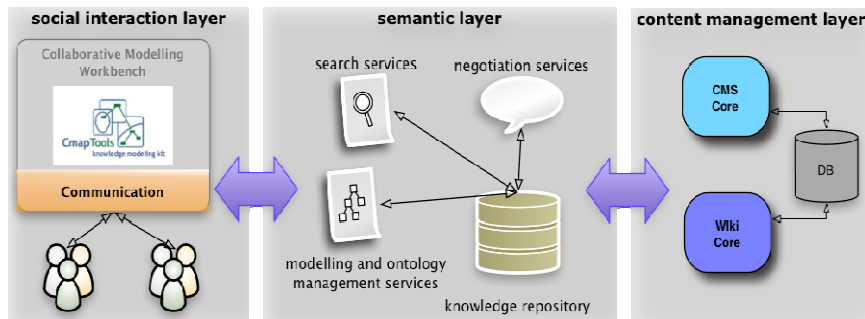 social interaction layer
Collaborative Modelling
Workbench
CmapTools
knowledge modeling kit
Communication
semantic layer
search services
negotiation services
modelling and ontology
management services
knowledge repository
content management layer
CMS
Core
DB
Wiki
Core